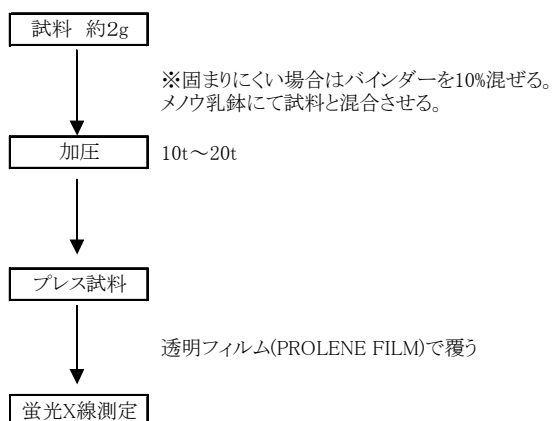 試料 約2g
※固まりにくい場合はバインダーを10%混ぜる。
メノウ乳鉢にて試料と混合させる。
加圧
10t～20t
プレス試料
透明フィルム(PROLENE FILM)で覆う
蛍光X線測定